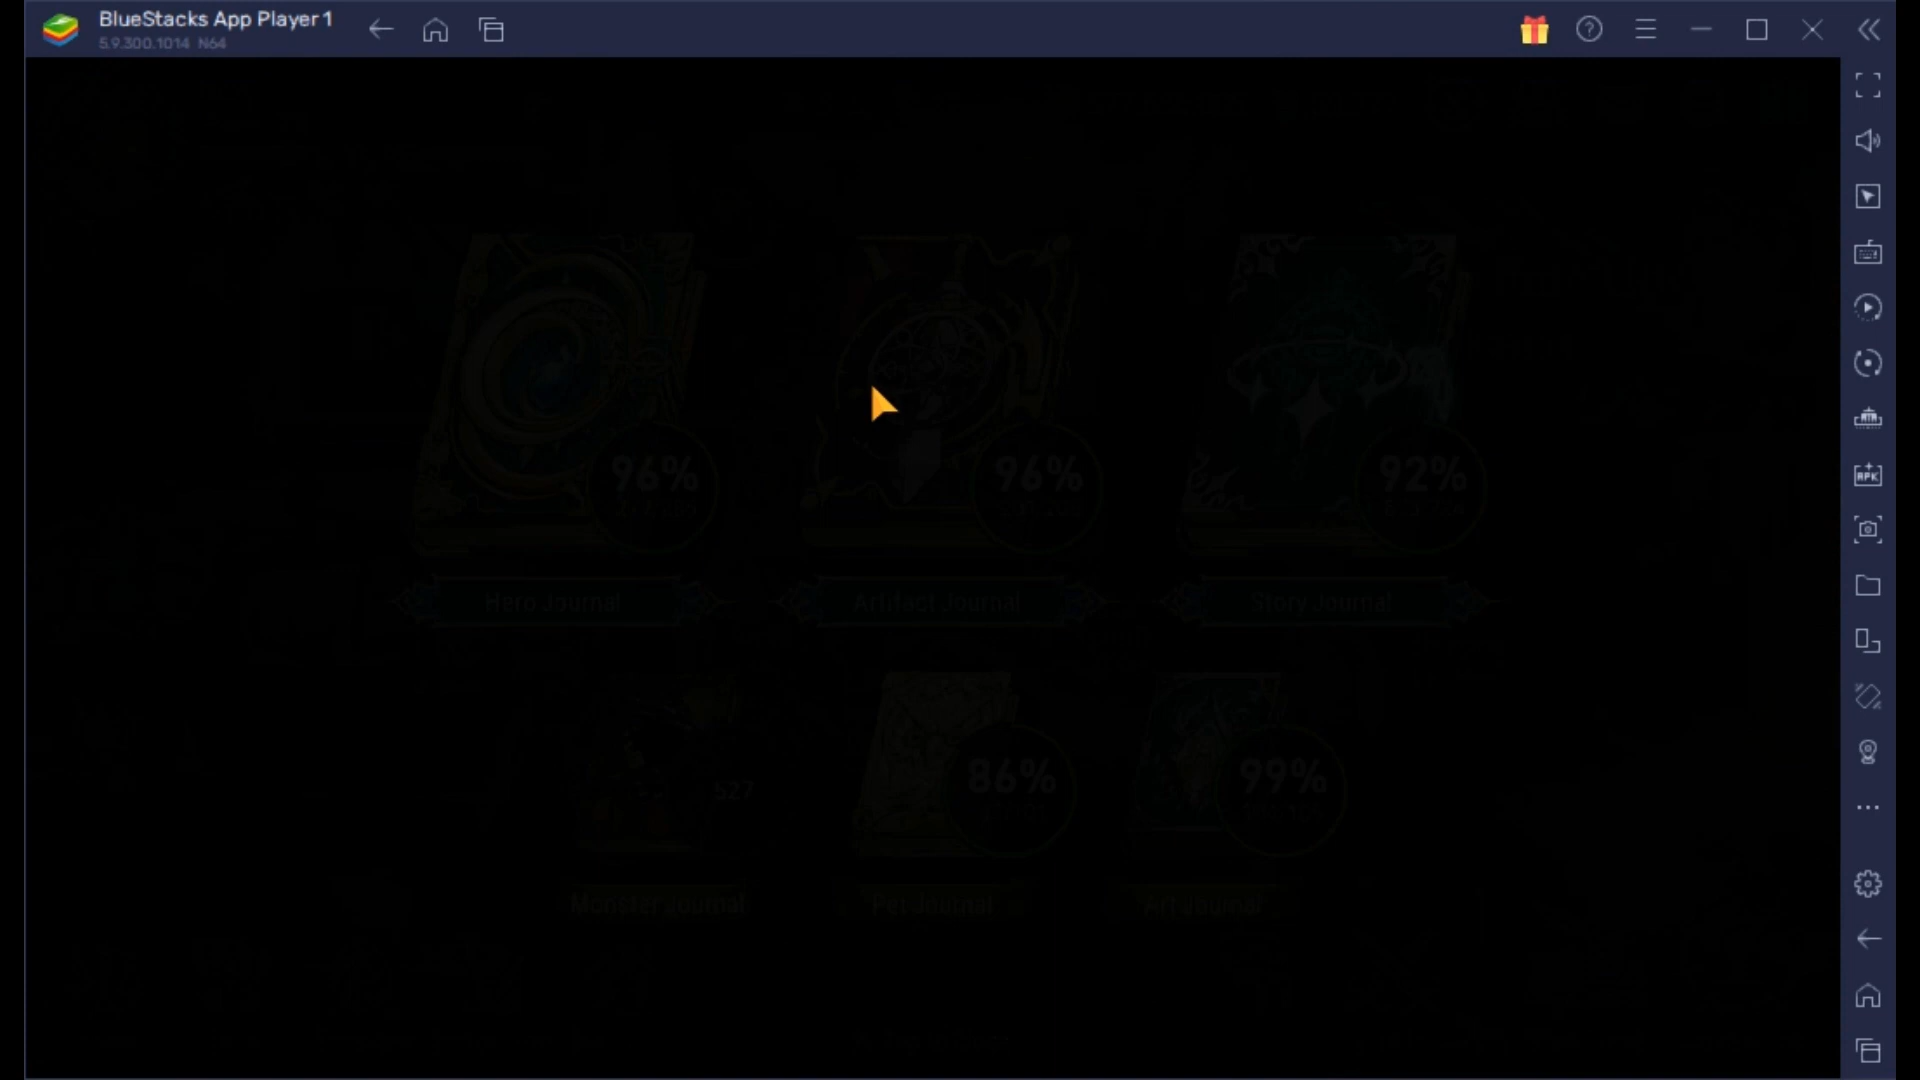 BlueStacks App Player 1
5.9.300.1014 N64
96%
96%
92%
Hero Journal
Artifact Journal
Story Journal
527
86%
99%
Monster Journal
Pet Journal
Art Journal
APK